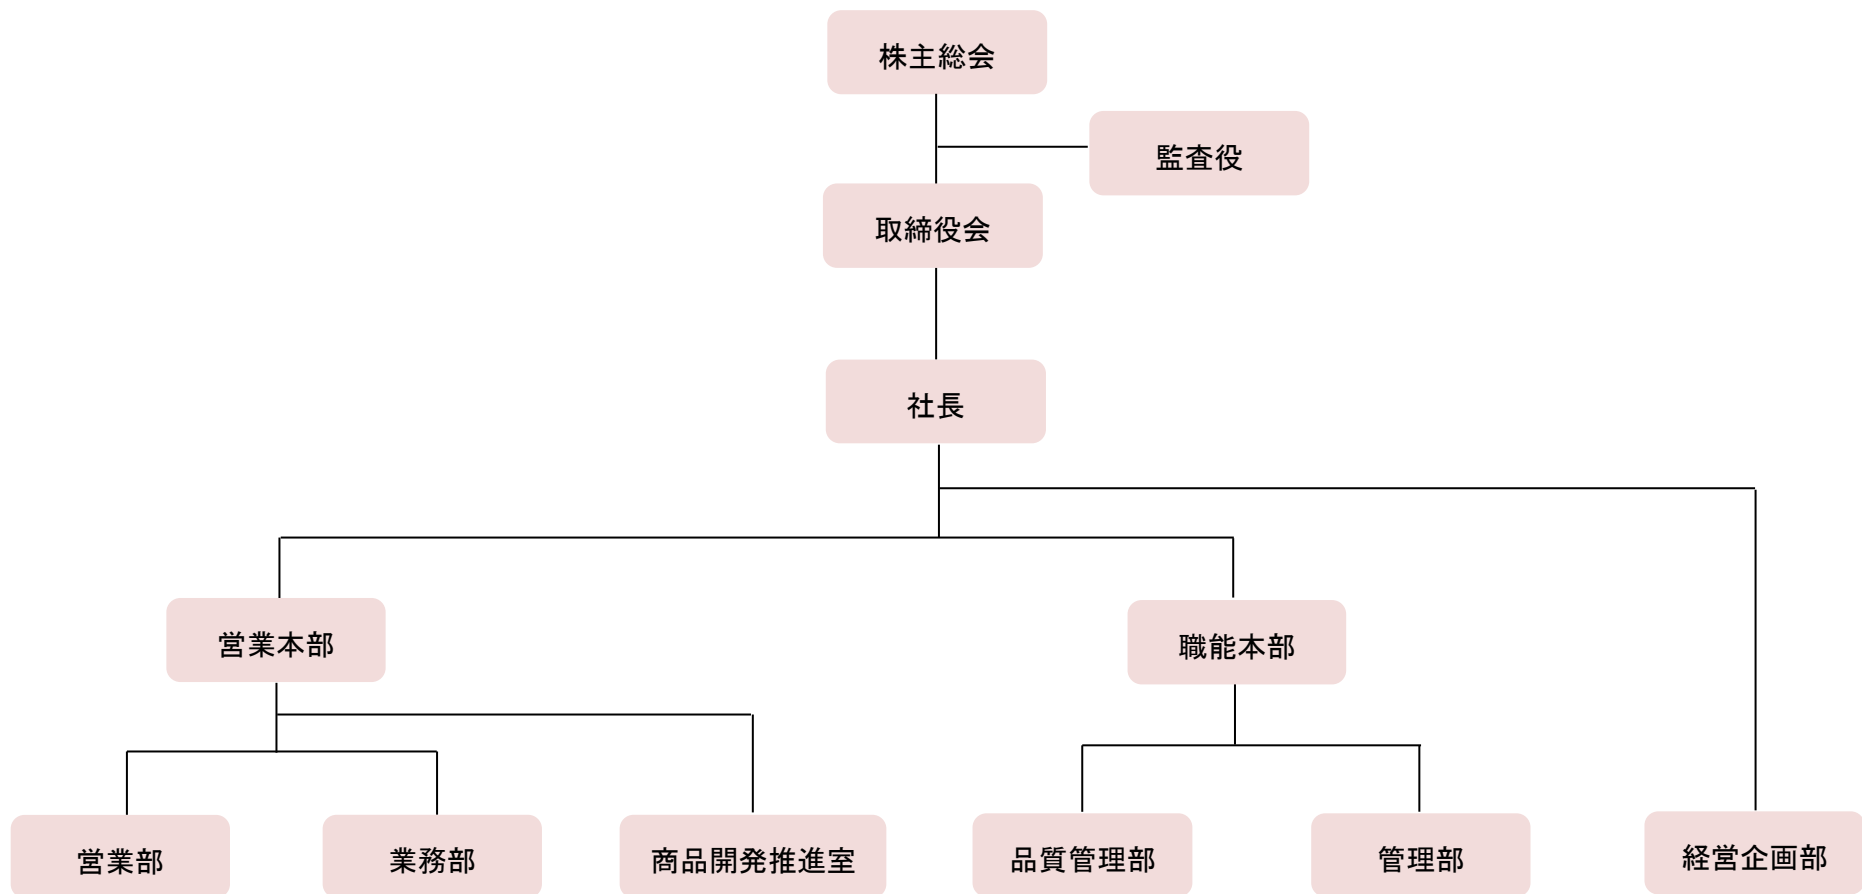 株主総会
監査役
取締役会
社長
営業本部
職能本部
営業部
業務部
商品開発推進室
品質管理部
管理部
経営企画部